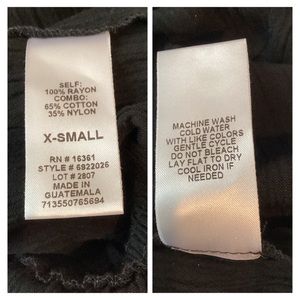 SELF:
100% RAYON
COMBO:
65% COTTON
35% NYLON
X-SMALL
RN # 16361
STYLE # 6922026
LOT # 2807
MADE IN
GUATEMALA
713550765694
MACHINE WASH
COLD WATER
WITH LIKE COLORS
GENTLE CYCLE
DO NOT BLEACH
LAY FLAT TO DRY
COOL IRON IF
NEEDED